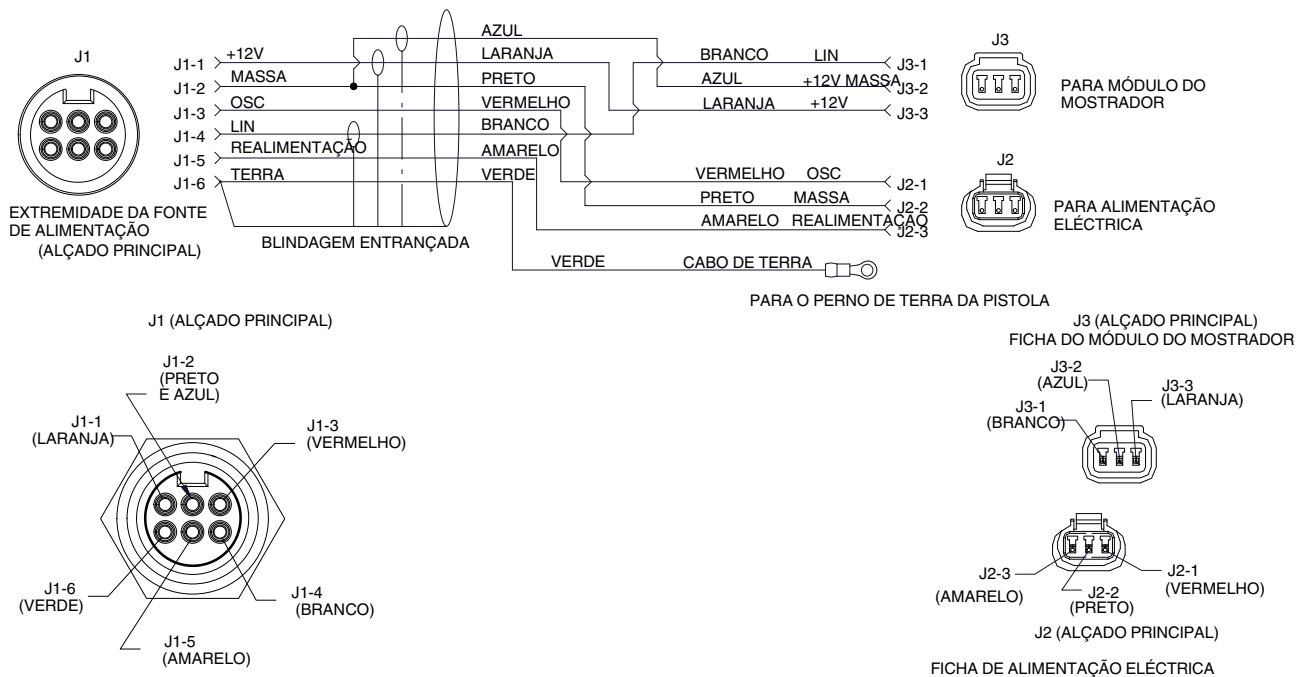 J1
J1-1
+12V
J1-2
MASSA
J1-3
OSC
J1-4
LIN
J1-5
REALIMENTAÇÃO
J1-6
TERRA
AZUL
LARANJA
PRETO
VERMELHO
BRANCO
AMARELO
VERDE
BRANCO LIN J3-1
AZUL +12V MASSA J3-2
LARANJA +12V J3-3
VERMELHO OSC J2-1
PRETO MASSA J2-2
AMARELO REALIMENTAÇÃO J2-3
J3
PARA MÓDULO DO
MOSTRADOR
J2
PARA ALIMENTAÇÃO
ELÉCTRICA
EXTREMIDADE DA FONTE
DE ALIMENTAÇÃO
(ALÇADO PRINCIPAL)
BLINDAGEM ENTRANÇADA
VERDE CABO DE TERRA
PARA O PERNO DE TERRA DA PISTOLA
J1 (ALÇADO PRINCIPAL)
J1-2
(PRETO
E AZUL)
J1-1
(LARANJA)
J1-3
(VERMELHO)
J1-6
(VERDE)
J1-4
(BRANCO)
J1-5
(AMARELO)
J3 (ALÇADO PRINCIPAL)
FICHA DO MÓDULO DO MOSTRADOR
J3-2
(AZUL)
J3-3
(LARANJA)
J3-1
(BRANCO)
J2-3
(AMARELO)
J2-2
(PRETO)
J2-1
(VERMELHO)
J2 (ALÇADO PRINCIPAL)
FICHA DE ALIMENTAÇÃO ELÉCTRICA